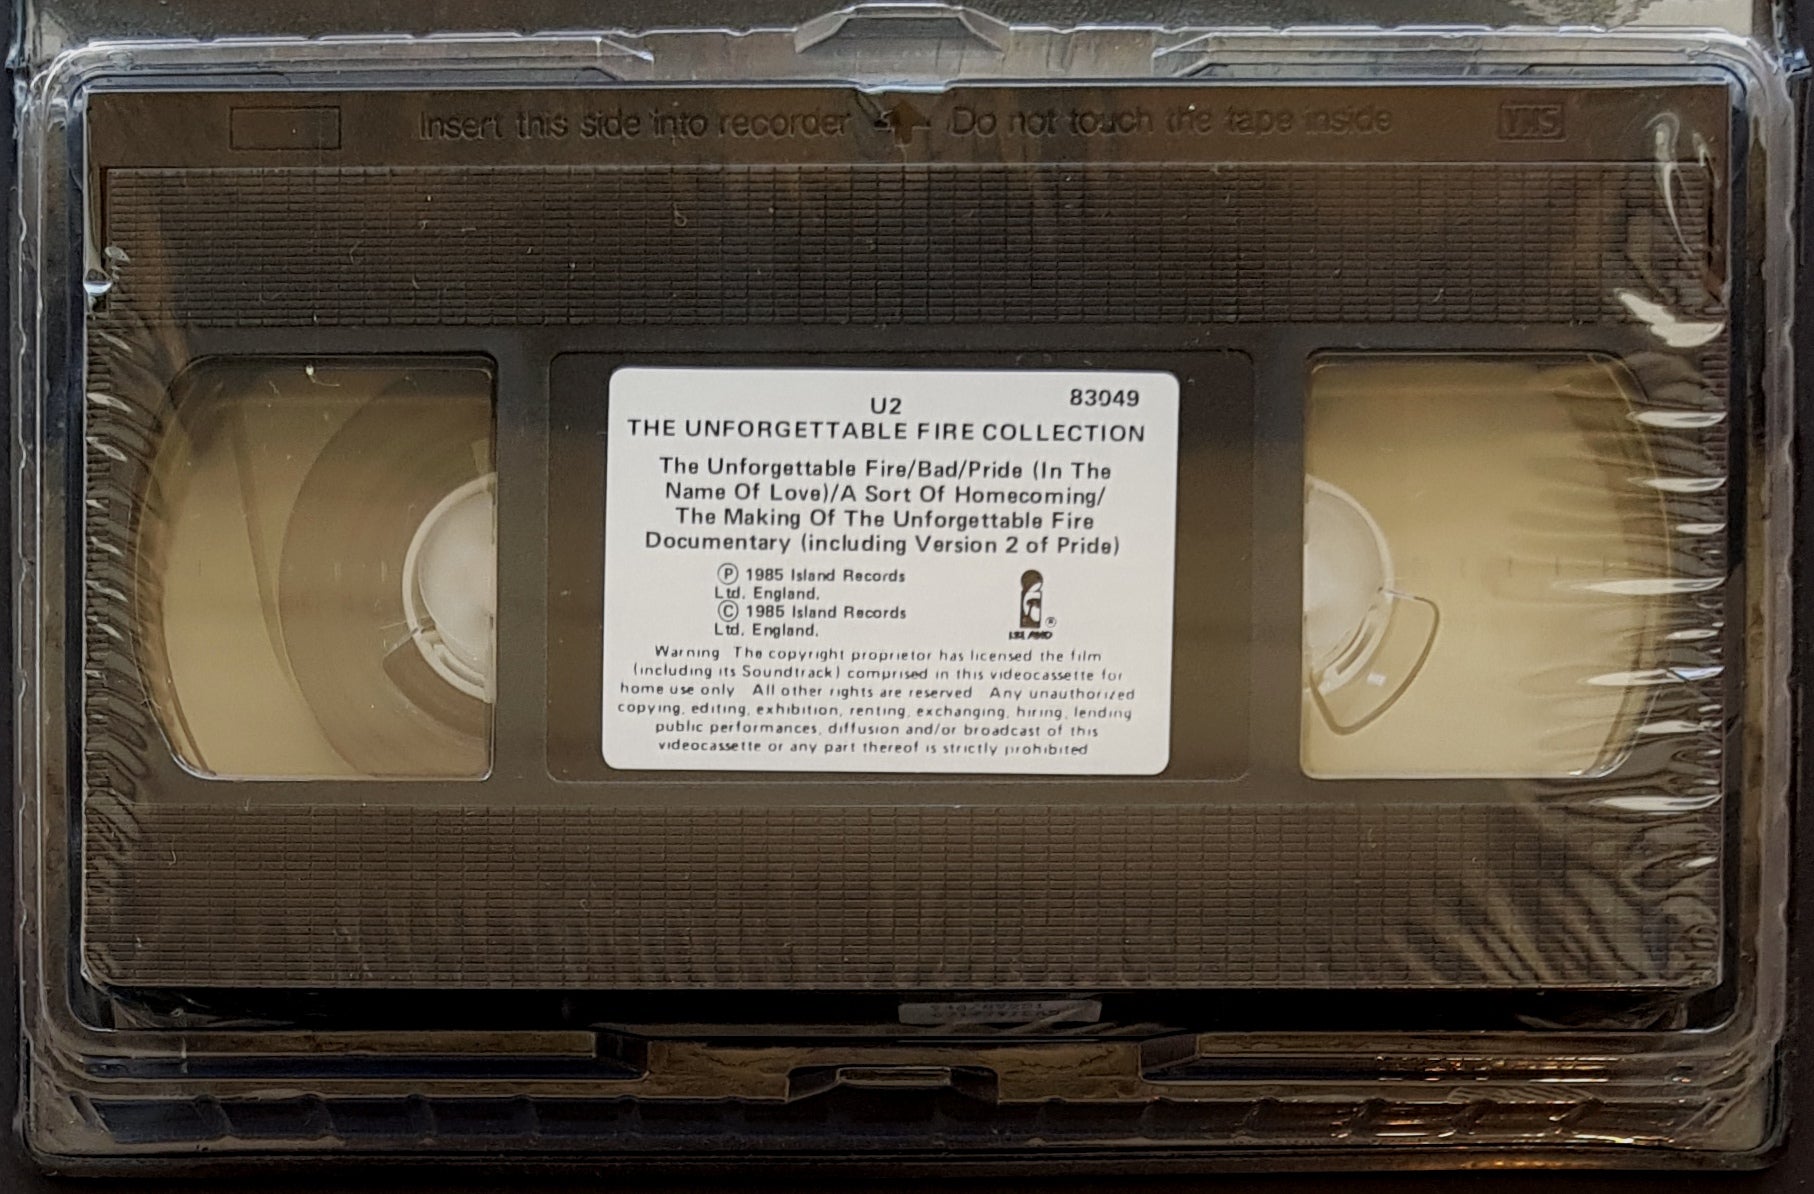 Insert this side into recorder Do not touch the tape inside VHS
U2 83049
THE UNFORGETTABLE FIRE COLLECTION
The Unforgettable Fire/Bad/Pride (In The
Name Of Love)/A Sort Of Homecoming/
The Making Of The Unforgettable Fire
Documentary (including Version 2 of Pride)
Ⓟ 1985 Island Records
Ltd. England.
Ⓒ 1985 Island Records
Ltd. England.
ISLAND ®
Warning The copyright proprietor has licensed the film
(including its Soundtrack) comprised in this videocassette for
home use only All other rights are reserved Any unauthorized
copying, editing, exhibition, renting, exchanging, hiring, lending
public performances, diffusion and/or broadcast of this
videocassette or any part thereof is strictly prohibited